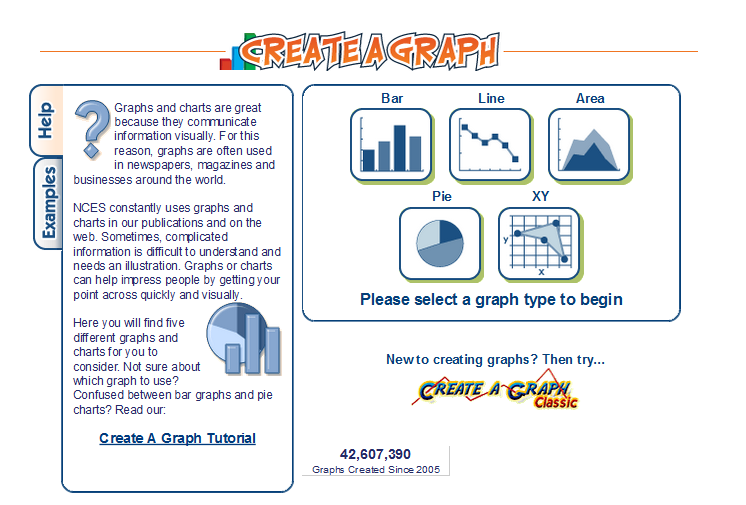 CREATE A GRAPH
Help
Examples
Graphs and charts are great
because they communicate
information visually. For this
reason, graphs are often used
in newspapers, magazines and
businesses around the world.
NCES constantly uses graphs and
charts in our publications and on the
web. Sometimes, complicated
information is difficult to understand and
needs an illustration. Graphs or charts
can help impress people by getting your
point across quickly and visually.
Here you will find five
different graphs and
charts for you to
consider. Not sure about
which graph to use?
Confused between bar graphs and pie
charts? Read our:
Create A Graph Tutorial
Bar Line Area
Pie XY
y
x
Please select a graph type to begin
New to creating graphs? Then try...
CREATE A GRAPH
Classic
42,607,390
Graphs Created Since 2005